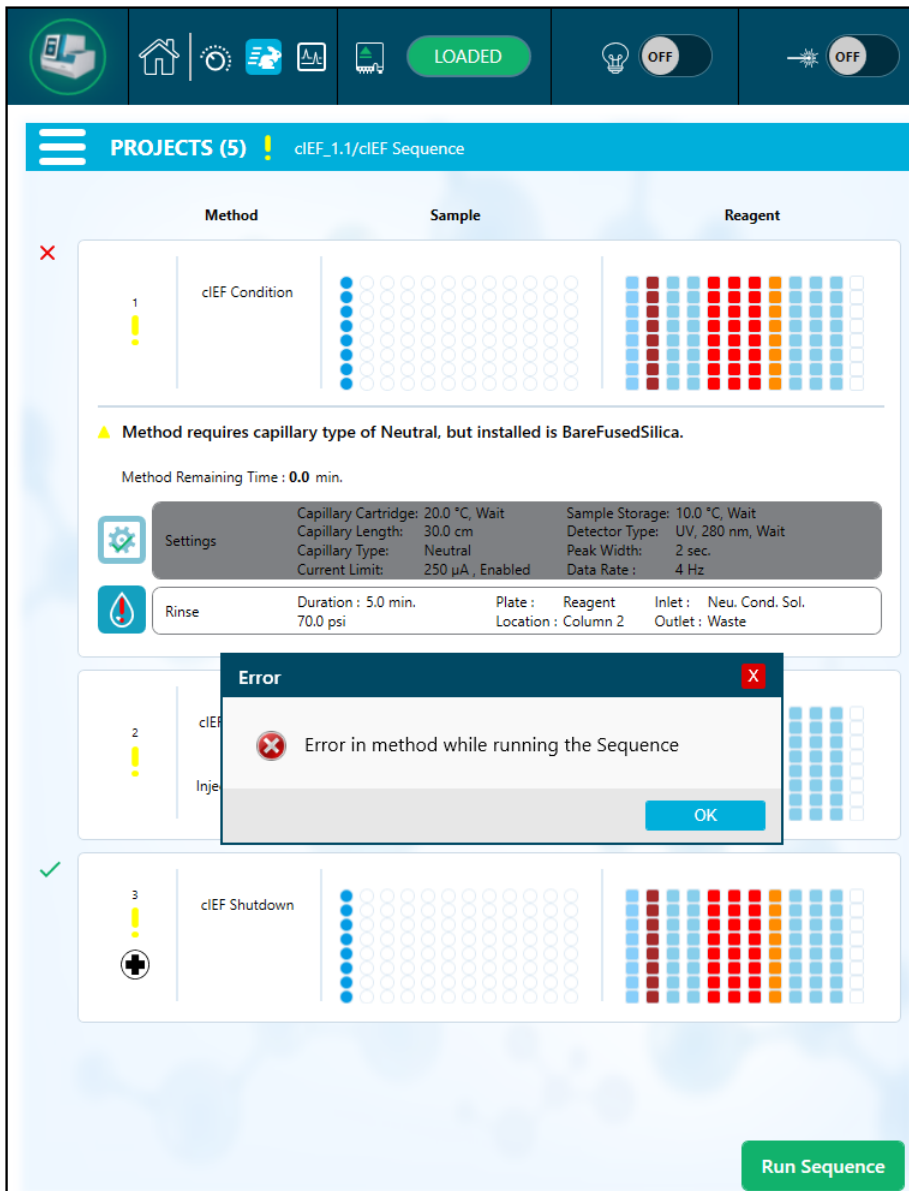 LOADED
OFF
OFF
PROJECTS (5) ! cIEF_1.1/cIEF Sequence
Method Sample Reagent
1
cIEF Condition
Method requires capillary type of Neutral, but installed is BareFusedSilica.
Method Remaining Time : 0.0 min.
Settings
Capillary Cartridge: 20.0 °C, Wait Sample Storage: 10.0 °C, Wait
Capillary Length: 30.0 cm Detector Type: UV, 280 nm, Wait
Capillary Type: Neutral Peak Width: 2 sec.
Current Limit: 250 µA , Enabled Data Rate : 4 Hz
Rinse
Duration : 5.0 min. Plate : Reagent Inlet : Neu. Cond. Sol.
70.0 psi Location : Column 2 Outlet : Waste
Error X
Error in method while running the Sequence
OK
2
cIEF
Injec
3
cIEF Shutdown
Run Sequence